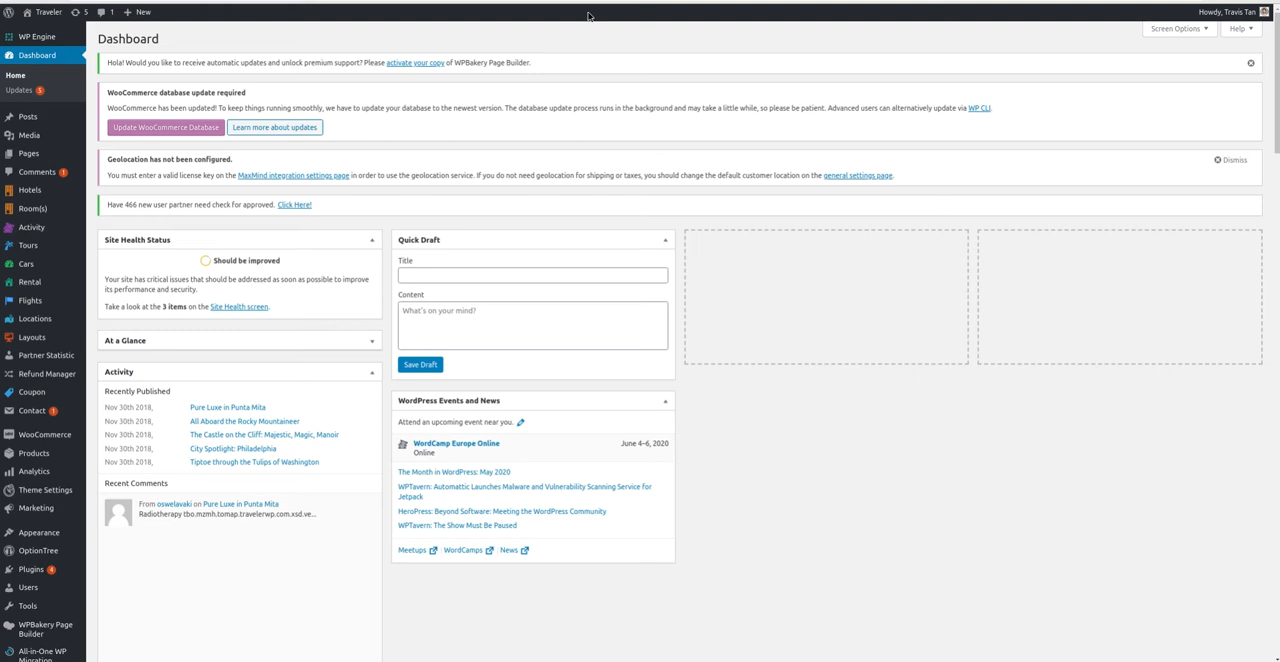 Traveler 5 1 + New Howdy, Travis Tan
WP Engine
Dashboard
Home
Updates 5
Posts
Media
Pages
Comments 1
Hotels
Room(s)
Activity
Tours
Cars
Rental
Flights
Locations
Layouts
Partner Statistic
Refund Manager
Coupon
Contact 1
WooCommerce
Products
Analytics
Theme Settings
Marketing
Appearance
OptionTree
Plugins 4
Users
Tools
WPBakery Page
Builder
All-in-One WP
Migration
Dashboard
Screen Options Help
Hola! Would you like to receive automatic updates and unlock premium support? Please activate your copy of WPBakery Page Builder.
WooCommerce database update required
WooCommerce has been updated! To keep things running smoothly, we have to update your database to the newest version. The database update process runs in the background and may take a little while, so please be patient. Advanced users can alternatively update via WP CLI.
Update WooCommerce Database Learn more about updates
Geolocation has not been configured. Dismiss
You must enter a valid license key on the MaxMind integration settings page in order to use the geolocation service. If you do not need geolocation for shipping or taxes, you should change the default customer location on the general settings page.
Have 466 new user partner need check for approved. Click Here!
Site Health Status
Should be improved
Your site has critical issues that should be addressed as soon as possible to improve
its performance and security.
Take a look at the 3 items on the Site Health screen.
At a Glance
Activity
Recently Published
Nov 30th 2018, Pure Luxe in Punta Mita
Nov 30th 2018, All Aboard the Rocky Mountaineer
Nov 30th 2018, The Castle on the Cliff: Majestic, Magic, Manoir
Nov 30th 2018, City Spotlight: Philadelphia
Nov 30th 2018, Tiptoe through the Tulips of Washington
Recent Comments
From oswelavaki on Pure Luxe in Punta Mita
Radiotherapy tbo.mzmh.tomap.travelerwp.com.xsd.ve...
Quick Draft
Title
Content
What's on your mind?
Save Draft
WordPress Events and News
Attend an upcoming event near you.
WordCamp Europe Online June 4–6, 2020
Online
The Month in WordPress: May 2020
WPTavern: Automattic Launches Malware and Vulnerability Scanning Service for
Jetpack
HeroPress: Beyond Software: Meeting the WordPress Community
WPTavern: The Show Must Be Paused
Meetups WordCamps News